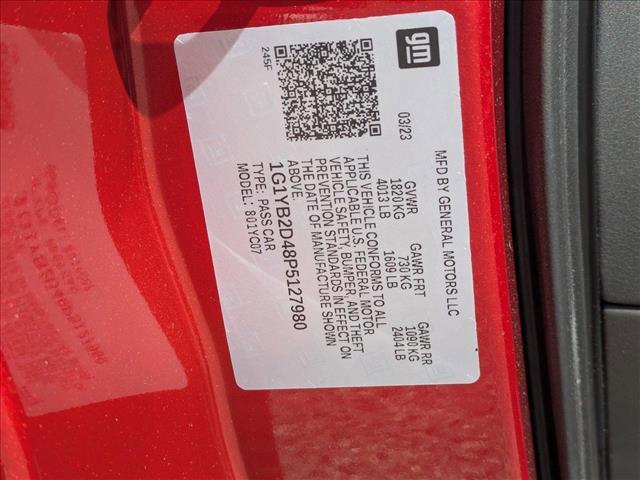 gm
MFD BY GENERAL MOTORS LLC
03/23
GVWR GAWR FRT GAWR RR
1820 KG 730 KG 1090 KG
4013 LB 1609 LB 2404 LB
THIS VEHICLE CONFORMS TO ALL
APPLICABLE U.S. FEDERAL MOTOR
VEHICLE SAFETY, BUMPER, AND THEFT
PREVENTION STANDARDS IN EFFECT ON
THE DATE OF MANUFACTURE SHOWN
ABOVE.
1G1YB2D48P5127980
TYPE: PASS CAR
MODEL: 801YC07
245F